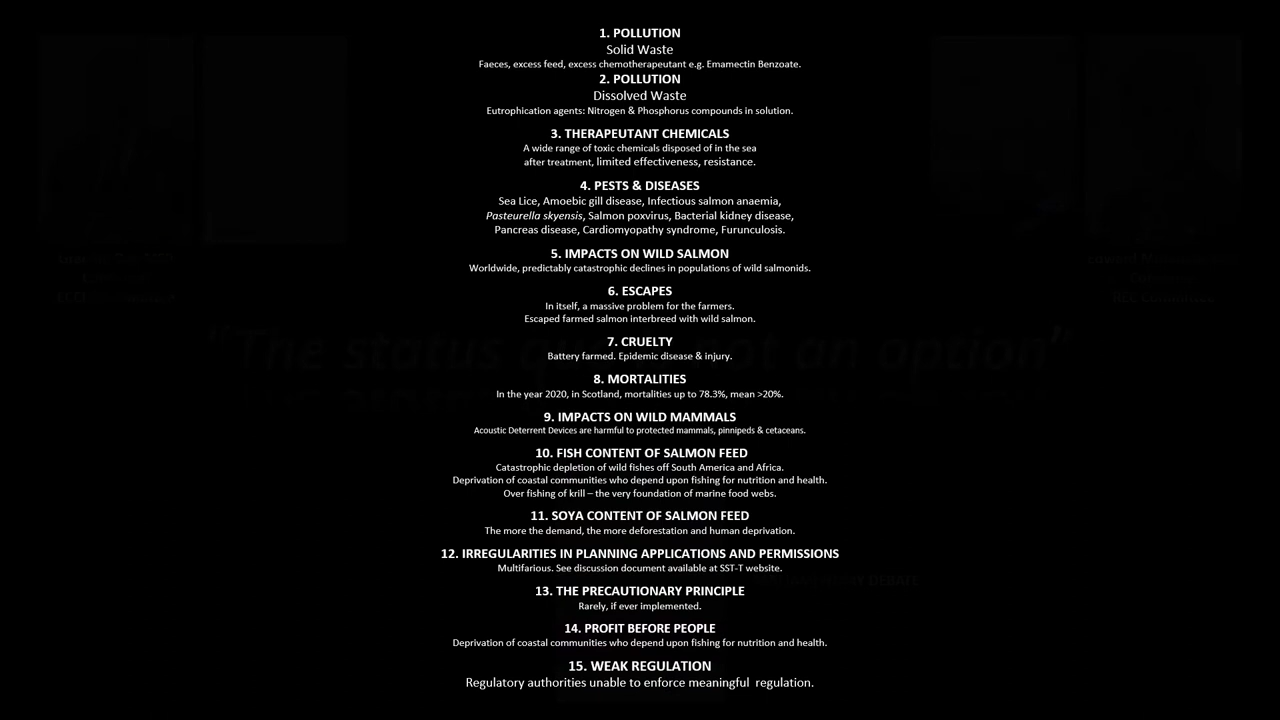 1. POLLUTION
Solid Waste
Faeces, excess feed, excess chemotherapeutant e.g. Emamectin Benzoate.
2. POLLUTION
Dissolved Waste
Eutrophication agents: Nitrogen & Phosphorus compounds in solution.
3. THERAPEUTANT CHEMICALS
A wide range of toxic chemicals disposed of in the sea
after treatment, limited effectiveness, resistance.
4. PESTS & DISEASES
Sea Lice, Amoebic gill disease, Infectious salmon anaemia,
Pasteurella skyensis, Salmon poxvirus, Bacterial kidney disease,
Pancreas disease, Cardiomyopathy syndrome, Furunculosis.
5. IMPACTS ON WILD SALMON
Worldwide, predictably catastrophic declines in populations of wild salmonids.
6. ESCAPES
In itself, a massive problem for the farmers.
Escaped farmed salmon interbreed with wild salmon.
"The status quo is not an option"
7. CRUELTY
Battery farmed. Epidemic disease & injury.
8. MORTALITIES
In the year 2020, in Scotland, mortalities up to 78.3%, mean >20%.
9. IMPACTS ON WILD MAMMALS
Acoustic Deterrent Devices are harmful to protected mammals, pinnipeds & cetaceans.
10. FISH CONTENT OF SALMON FEED
Catastrophic depletion of wild fishes off South America and Africa.
Deprivation of coastal communities who depend upon fishing for nutrition and health.
Over fishing of krill – the very foundation of marine food webs.
11. SOYA CONTENT OF SALMON FEED
The more the demand, the more deforestation and human deprivation.
12. IRREGULARITIES IN PLANNING APPLICATIONS AND PERMISSIONS
Multifarious. See discussion document available at SST-T website.
13. THE PRECAUTIONARY PRINCIPLE
Rarely, if ever implemented.
14. PROFIT BEFORE PEOPLE
Deprivation of coastal communities who depend upon fishing for nutrition and health.
15. WEAK REGULATION
Regulatory authorities unable to enforce meaningful  regulation.